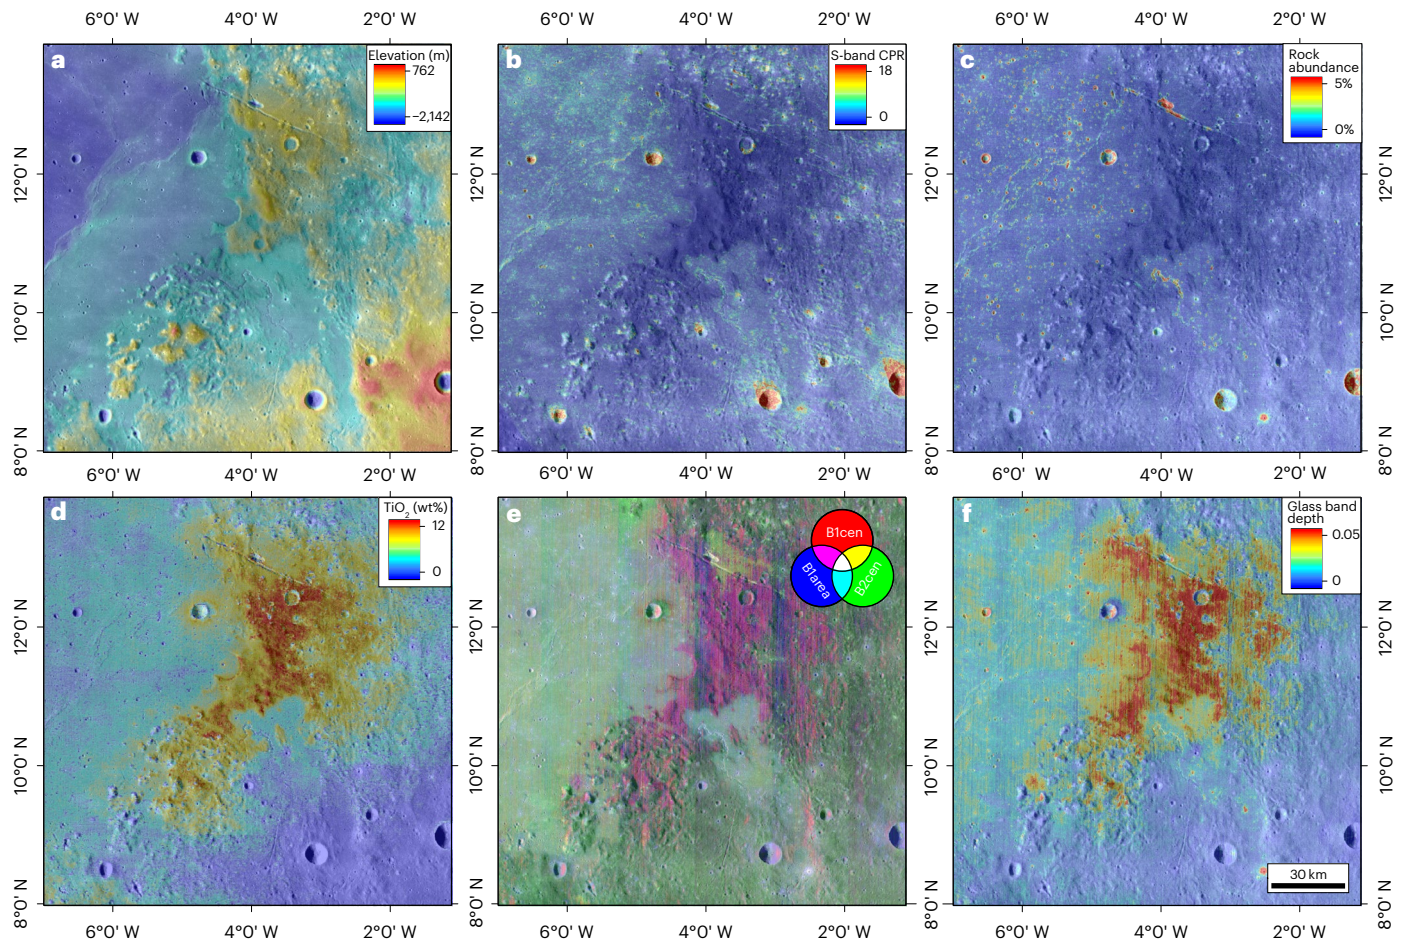 6°0' W 4°0' W 2°0' W 6°0' W 4°0' W 2°0' W 6°0' W 4°0' W 2°0' W
a
Elevation (m)
762
−2,142
b
S-band CPR
18
0
c
Rock
abundance
5%
0%
12°0' N
10°0' N
8°0' N
12°0' N
10°0' N
8°0' N
12°0' N
10°0' N
8°0' N
12°0' N
10°0' N
8°0' N
6°0' W 4°0' W 2°0' W 6°0' W 4°0' W 2°0' W 6°0' W 4°0' W 2°0' W
d
TiO2 (wt%)
12
0
e
B1cen
B1area
B2cen
f
Glass band
depth
0.05
0
30 km
12°0' N
10°0' N
8°0' N
12°0' N
10°0' N
8°0' N
12°0' N
10°0' N
8°0' N
12°0' N
10°0' N
8°0' N
6°0' W 4°0' W 2°0' W 6°0' W 4°0' W 2°0' W 6°0' W 4°0' W 2°0' W